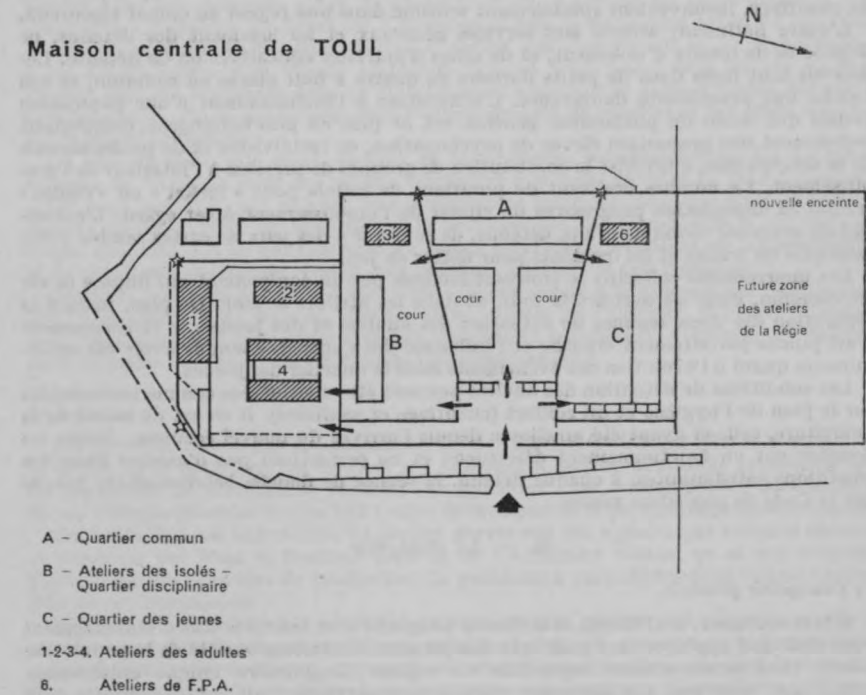 N
Maison centrale de TOUL
A
nouvelle enceinte
3
6
1
2
cour
cour
cour
B
C
4
Future zone
des ateliers
de la Régie
A – Quartier commun
B – Ateliers des isolés –
Quartier disciplinaire
C – Quartier des jeunes
1-2-3-4. Ateliers des adultes
6. Ateliers de F.P.A.